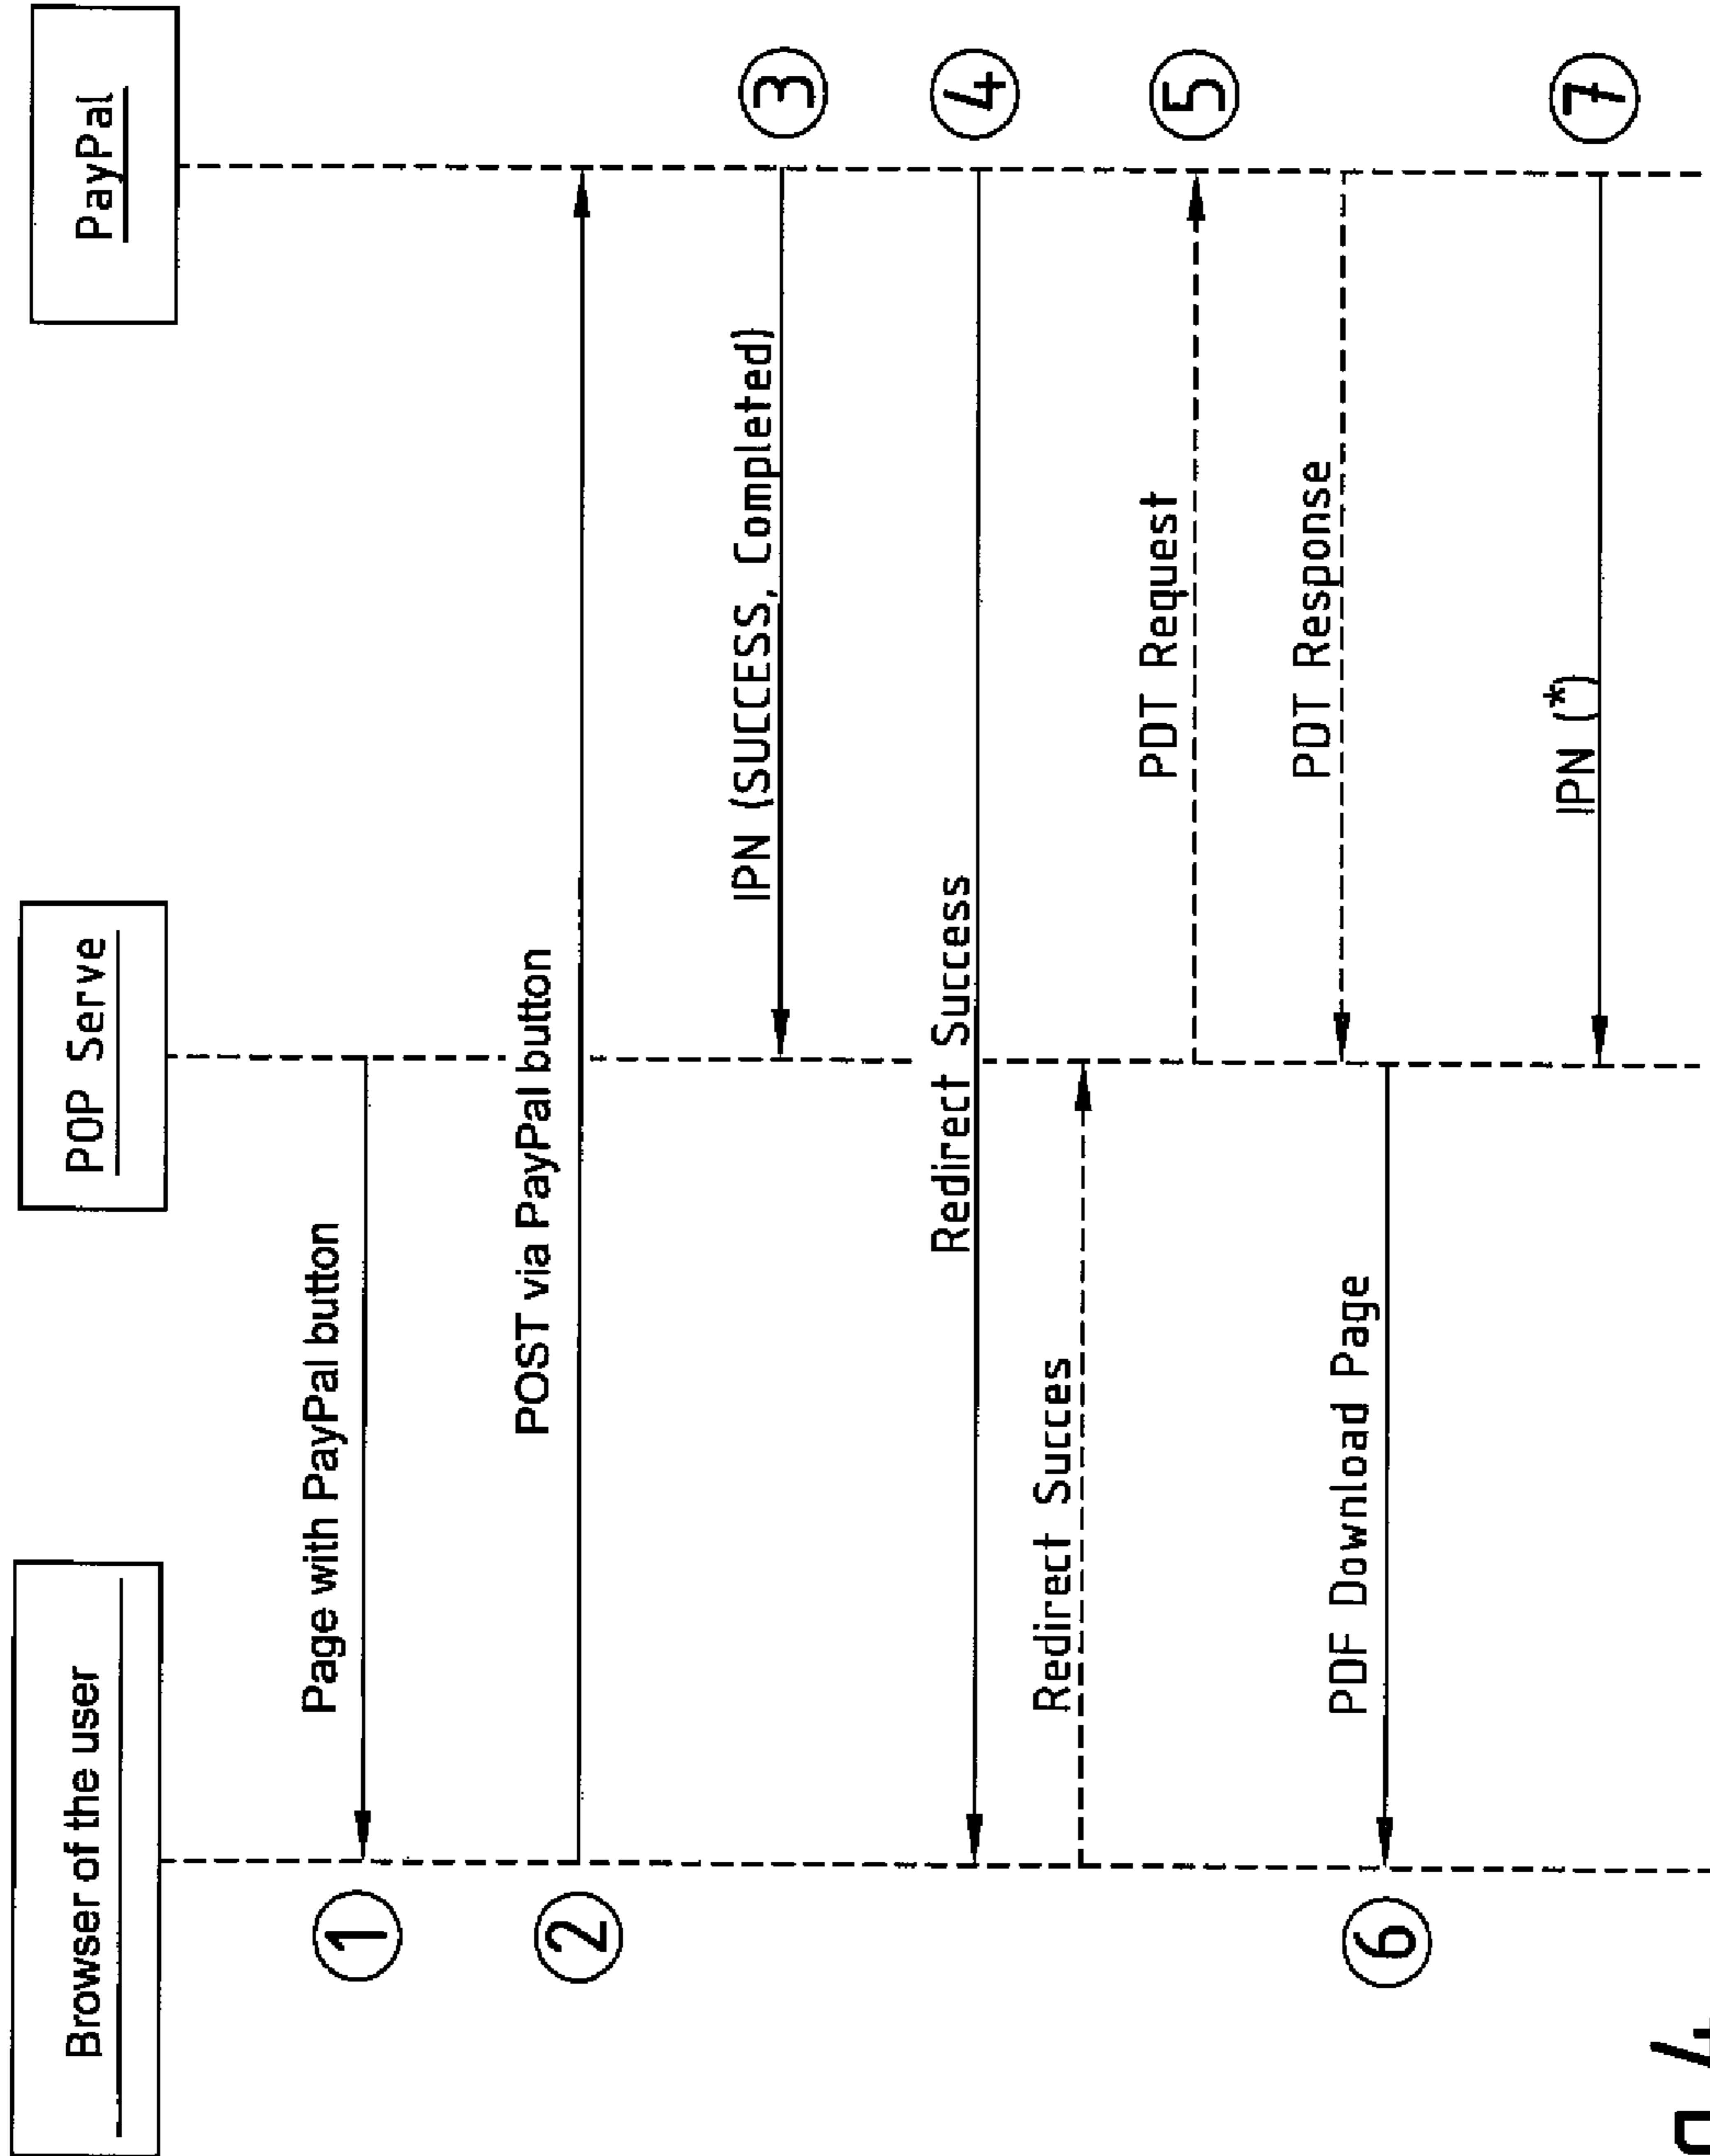 Browser of the user
POP Serve
PayPal
①
Page with PayPal button
②
POST via PayPal button
IPN (SUCCESS, Completed)
③
Redirect Success
④
Redirect Succes
PDT Request
⑤
PDT Response
⑥
PDF Download Page
IPN (*)
⑦